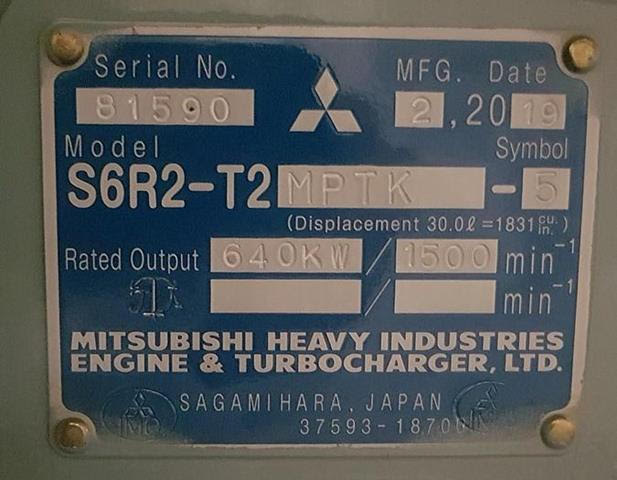 Serial No. MFG. Date
81590 2, 2019
Model Symbol
S6R2-T2 MPTK -5
(Displacement 30.0ℓ=1831 cu. in.)
Rated Output 640KW / 1500 min⁻¹
/ min⁻¹
MITSUBISHI HEAVY INDUSTRIES
ENGINE & TURBOCHARGER, LTD.
SAGAMIHARA, JAPAN
37593-18700